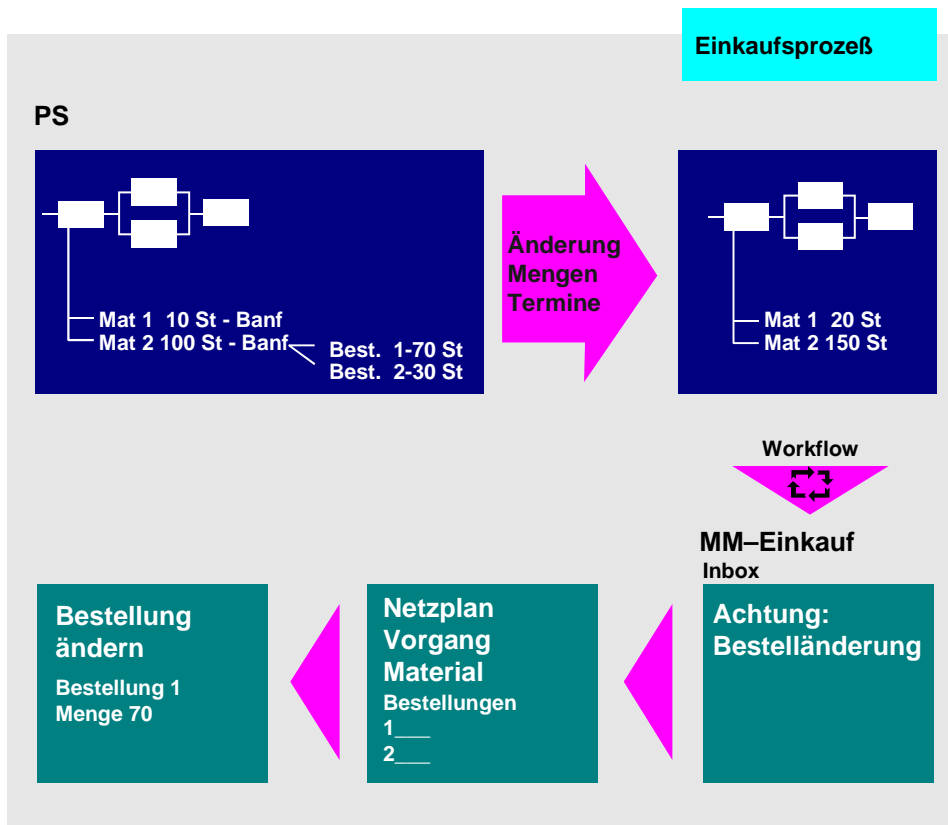 Einkaufsprozeß
PS
Mat 1  10 St - Banf
Mat 2 100 St - Banf
Best.  1-70 St
Best.  2-30 St
Änderung
Mengen
Termine
Mat 1  20 St
Mat 2 150 St
Workflow
MM–Einkauf
Inbox
Achtung:
Bestelländerung
Netzplan
Vorgang
Material
Bestellungen
1___
2___
Bestellung
ändern
Bestellung 1
Menge 70